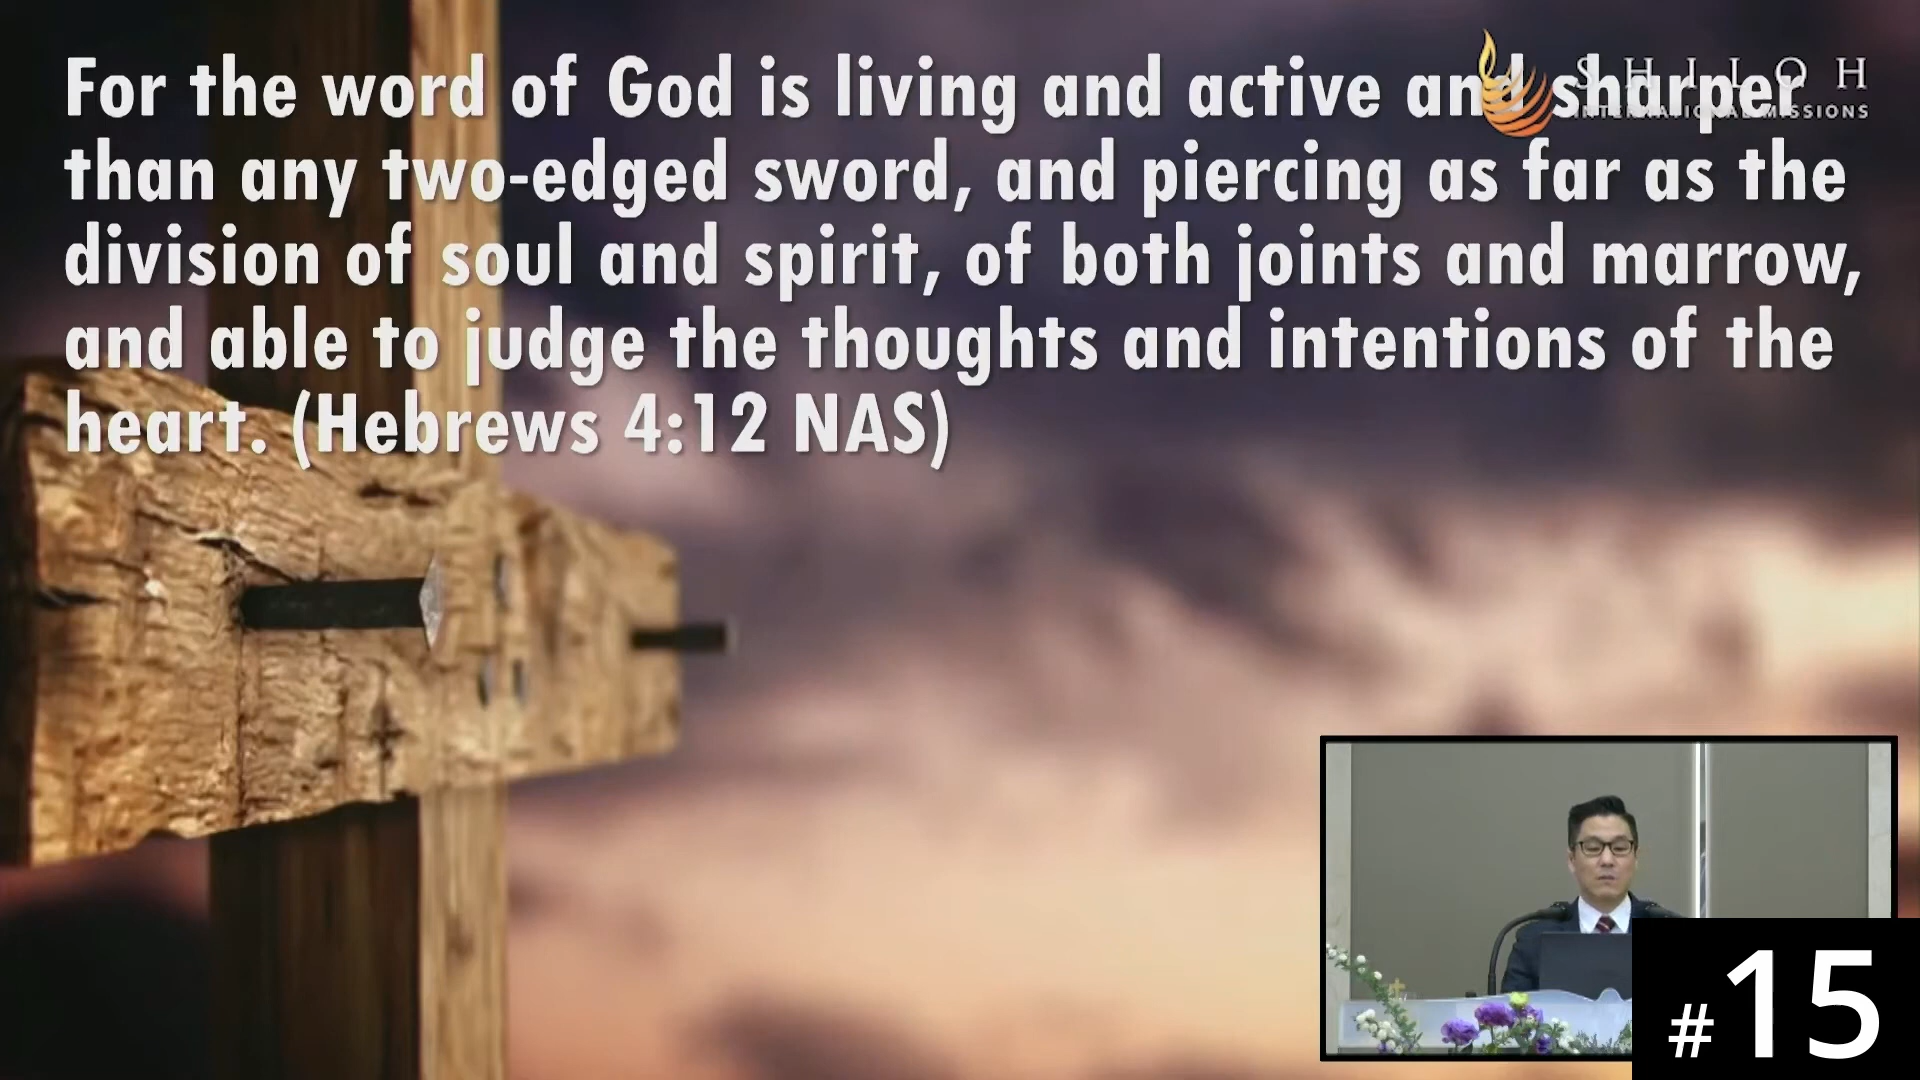 For the word of God is living and active and sharper
than any two-edged sword, and piercing as far as the
division of soul and spirit, of both joints and marrow,
and able to judge the thoughts and intentions of the
heart. (Hebrews 4:12 NAS)
SHILOH
INTERNATIONAL MISSIONS
#15